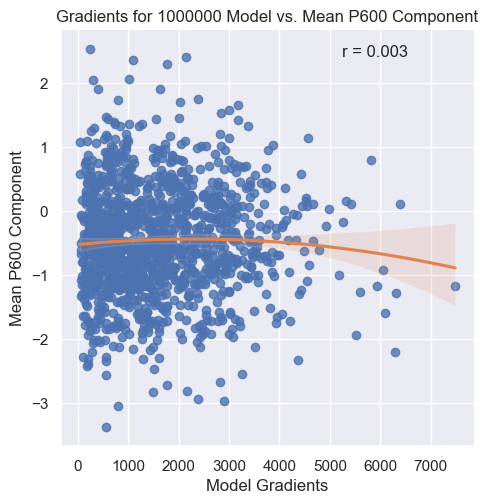 Gradients for 1000000 Model vs. Mean P600 Component
r = 0.003
2
1
0
−1
−2
−3
Mean P600 Component
0 1000 2000 3000 4000 5000 6000 7000
Model Gradients